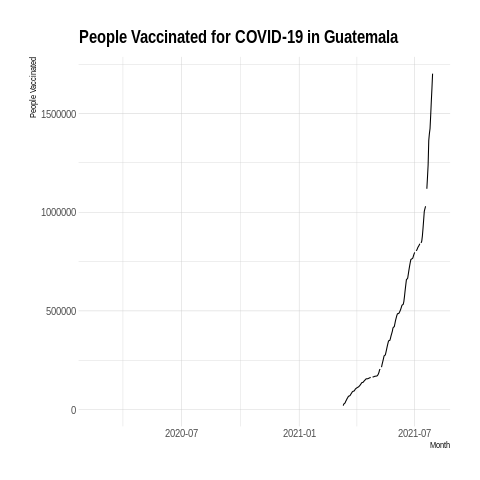 People Vaccinated for COVID-19 in Guatemala
People Vaccinated
1500000
1000000
500000
0
2020-07 2021-01 2021-07
Month